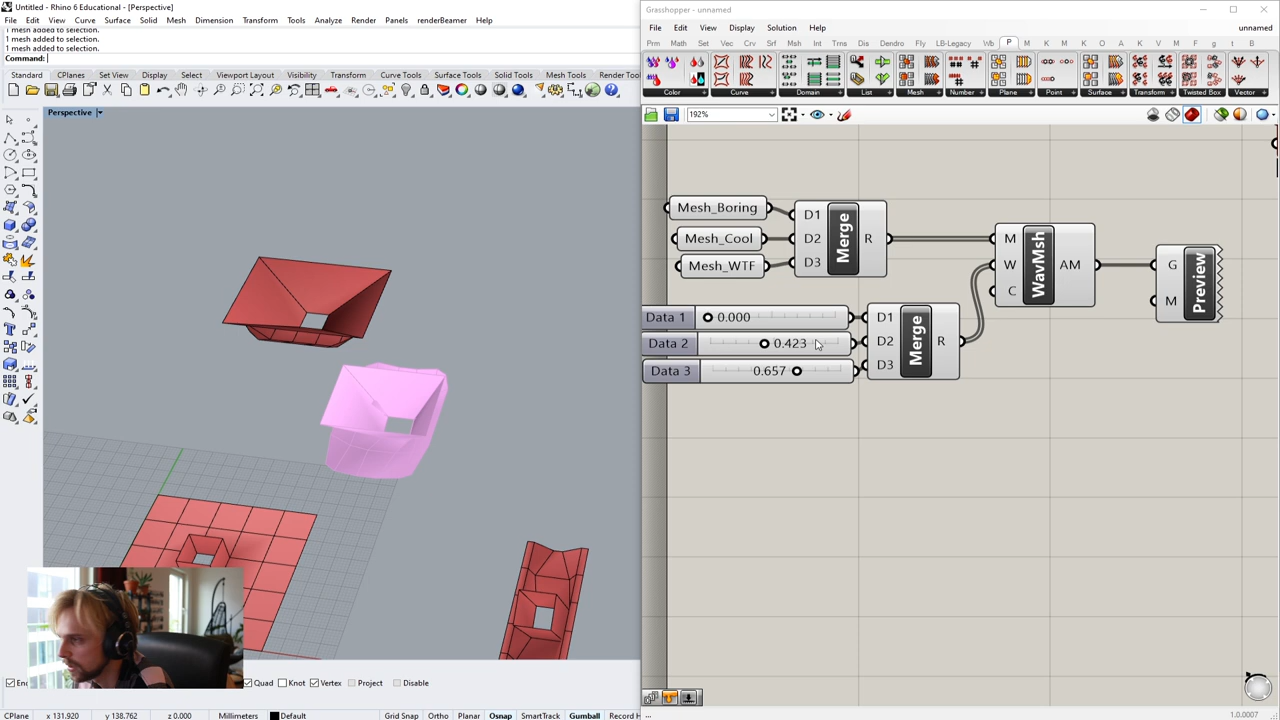 Untitled - Rhino 6 Educational - [Perspective]
File Edit View Curve Surface Solid Mesh Dimension Transform Tools Analyze Render Panels renderBeamer Help
1 mesh added to selection.
1 mesh added to selection.
1 mesh added to selection.
Command:
Standard CPlanes Set View Display Select Viewport Layout Visibility Transform Curve Tools Surface Tools Solid Tools Mesh Tools Render Tools
Perspective
Grasshopper - unnamed
File Edit View Display Solution Help unnamed
Prm Math Set Vec Crv Srf Msh Int Trns Dis Dendro Fly LB-Legacy Wb P M K M K O A C M K M P F g t B
Color Curve Domain List Mesh Number Plane Point Surface Transform Twisted Box Vector
192%
Mesh_Boring
Mesh_Cool
Mesh_WTF
D1
D2
D3
Merge
R
M
W
C
WavMsh
AM
G
M
Preview
Data 1 0.000
Data 2 0.423
Data 3 0.657
D1
D2
D3
Merge
R
1.0.0007
Quad Knot Vertex Project Disable
CPlane x 131.920 y 138.762 z 0.000 Millimeters Default Grid Snap Ortho Planar Osnap SmartTrack Gumball Record H